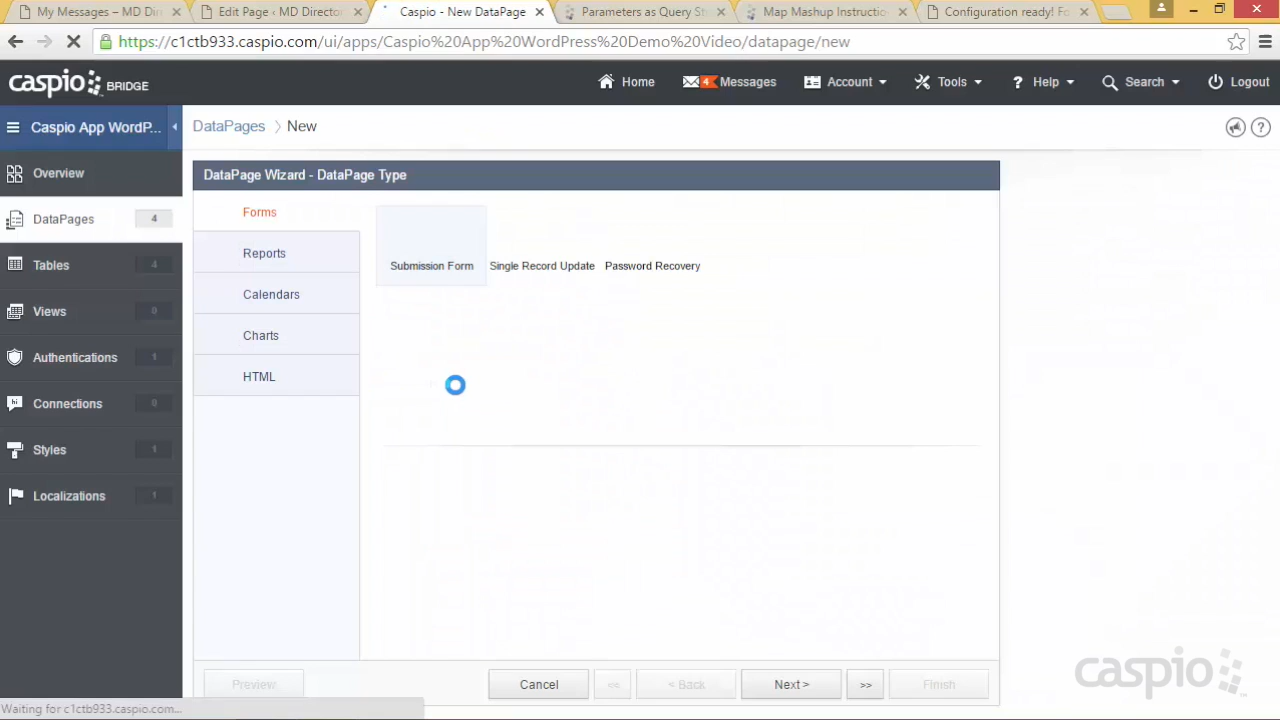 My Messages – MD Dire
Edit Page ‹ MD Director
Caspio - New DataPage
Parameters as Query St
Map Mashup Instruction
Configuration ready! Fo
https://c1ctb933.caspio.com/ui/apps/Caspio%20App%20WordPress%20Demo%20Video/datapage/new
caspio BRIDGE
Home
4 Messages
Account
Tools
? Help
Search
Logout
Caspio App WordP...
DataPages > New
Overview
DataPages 4
Tables 4
Views 0
Authentications 1
Connections 0
Styles 1
Localizations 1
DataPage Wizard - DataPage Type
Forms
Reports
Calendars
Charts
HTML
Submission Form
Single Record Update
Password Recovery
Preview
Cancel
<<
< Back
Next >
>>
Finish
caspio
Waiting for c1ctb933.caspio.com...